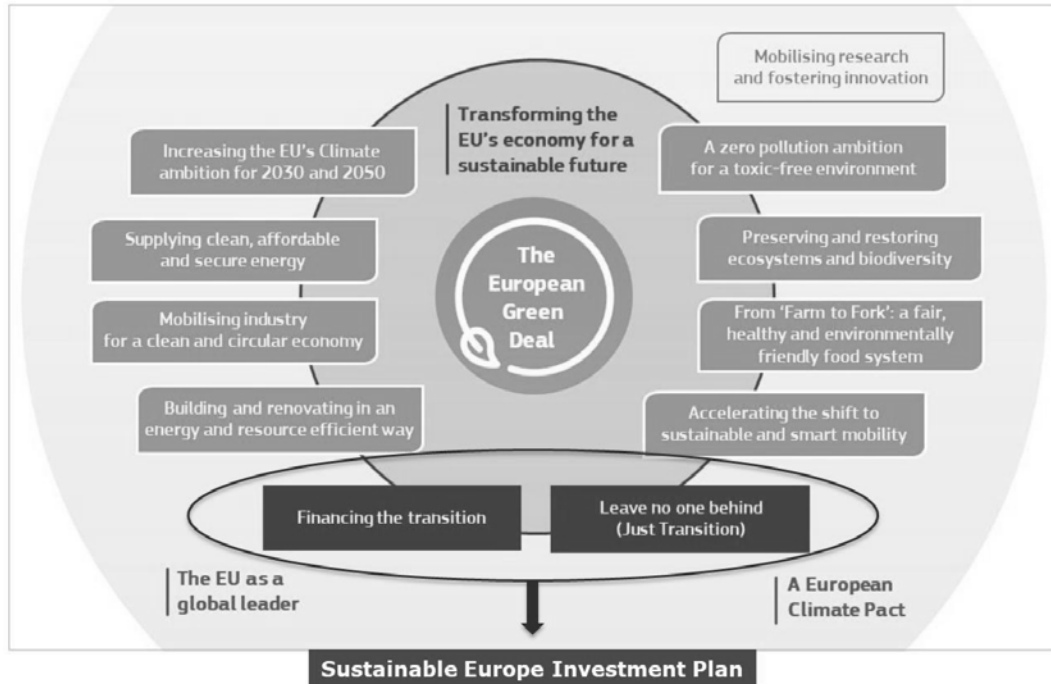 Mobilising research
and fostering innovation
Transforming the
EU's economy for a
sustainable future
Increasing the EU's Climate
ambition for 2030 and 2050
A zero pollution ambition
for a toxic-free environment
Supplying clean, affordable
and secure energy
The
European
Green
Deal
Preserving and restoring
ecosystems and biodiversity
Mobilising industry
for a clean and circular economy
From 'Farm to Fork': a fair,
healthy and environmentally
friendly food system
Building and renovating in an
energy and resource efficient way
Accelerating the shift to
sustainable and smart mobility
Financing the transition
Leave no one behind
(Just Transition)
The EU as a
global leader
A European
Climate Pact
Sustainable Europe Investment Plan